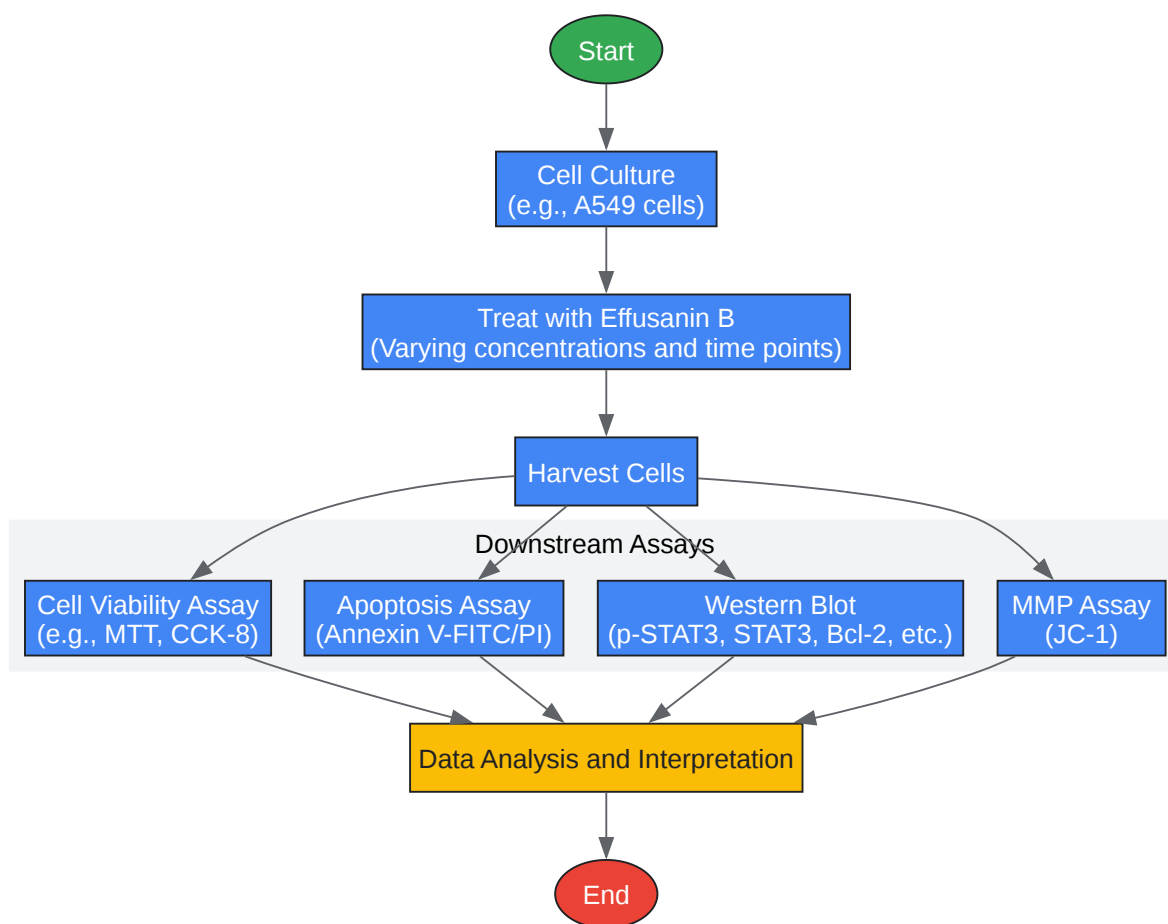 Start
Cell Culture
(e.g., A549 cells)
Treat with Effusanin B
(Varying concentrations and time points)
Harvest Cells
Downstream Assays
Cell Viability Assay
(e.g., MTT, CCK-8)
Apoptosis Assay
(Annexin V-FITC/PI)
Western Blot
(p-STAT3, STAT3, Bcl-2, etc.)
MMP Assay
(JC-1)
Data Analysis and Interpretation
End